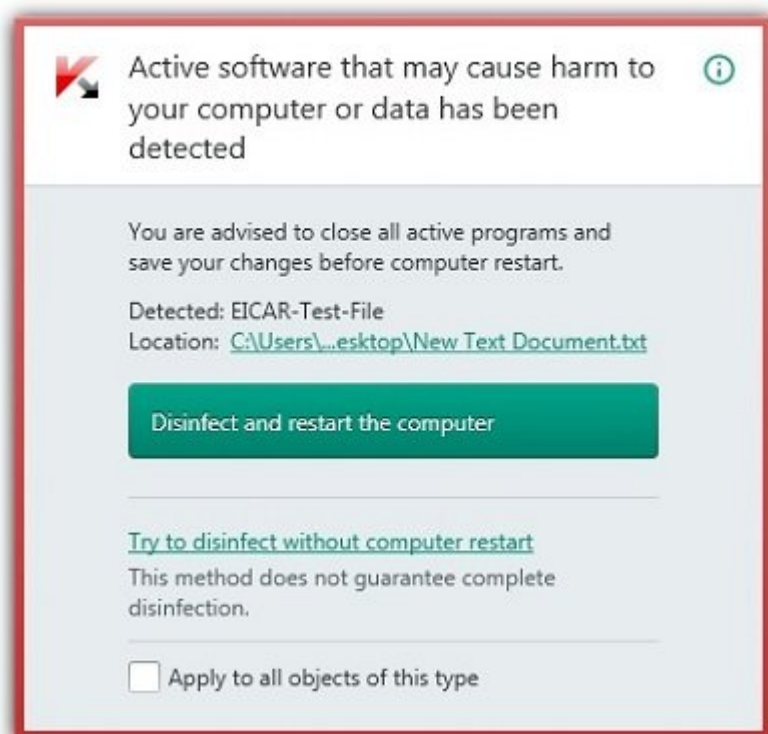 Active software that may cause harm to
your computer or data has been
detected
You are advised to close all active programs and
save your changes before computer restart.
Detected: EICAR-Test-File
Location: C:\Users\...esktop\New Text Document.txt
Disinfect and restart the computer
Try to disinfect without computer restart
This method does not guarantee complete
disinfection.
Apply to all objects of this type